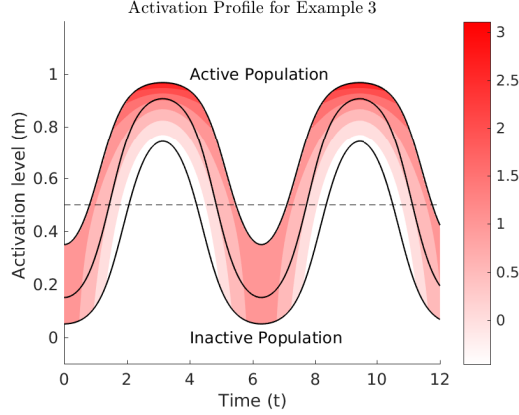 Activation Profile for Example 3
Activation level (m)
1
0.8
0.6
0.4
0.2
0
Active Population
Inactive Population
0 2 4 6 8 10 12
Time (t)
3
2.5
2
1.5
1
0.5
0